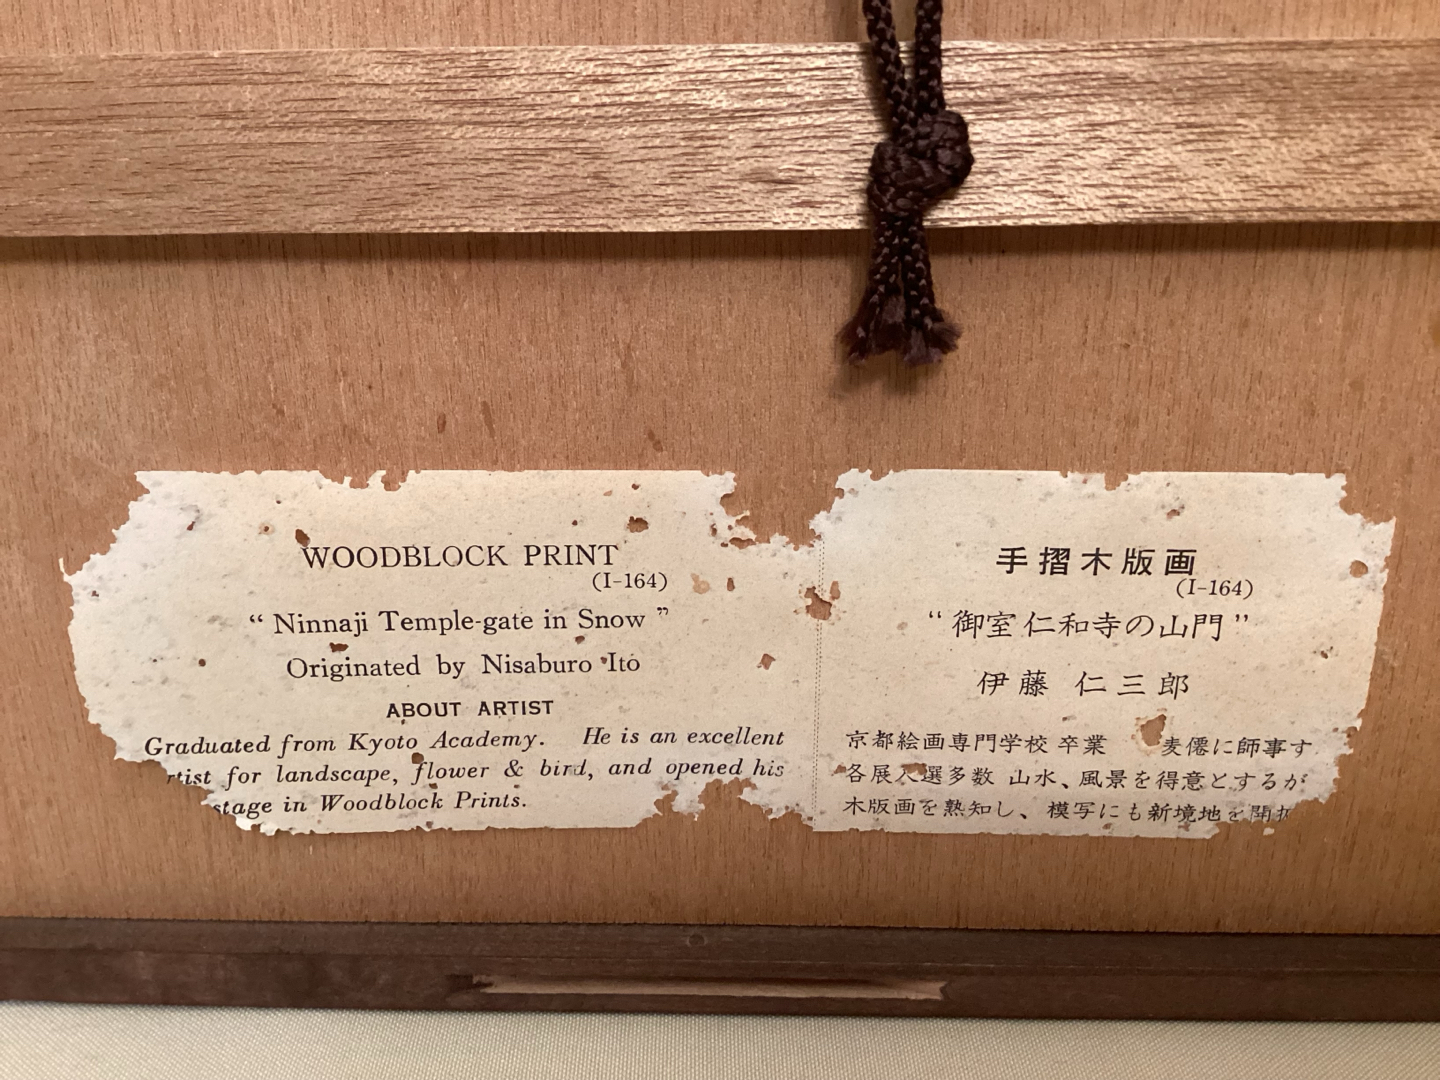 WOODBLOCK PRINT
(I-164)
“ Ninnaji Temple-gate in Snow ”
Originated by Nisaburo Ito
ABOUT ARTIST
Graduated from Kyoto Academy. He is an excellent
for landscape, flower & bird, and opened his
stage in Woodblock Prints.
手摺木版画
(I-164)
“御室仁和寺の山門”
伊藤 仁三郎
京都絵画専門学校 卒業 麦僊に師事す
各展入選多数 山水、風景を得意とするが
木版画を熟知し、模写にも新境地を開